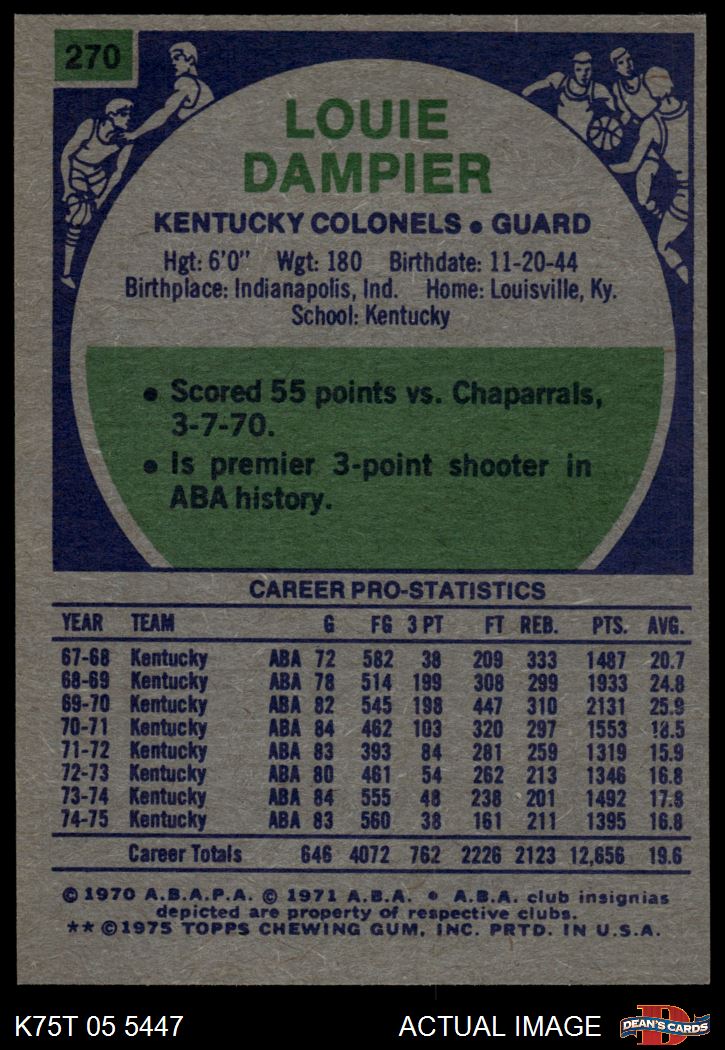 270
LOUIE
DAMPIER
KENTUCKY COLONELS • GUARD
Hgt: 6'0" Wgt: 180 Birthdate: 11-20-44
Birthplace: Indianapolis, Ind. Home: Louisville, Ky.
School: Kentucky
• Scored 55 points vs. Chaparrals,
3-7-70.
• Is premier 3-point shooter in
ABA history.
CAREER PRO-STATISTICS
YEAR TEAM G FG 3 PT FT REB. PTS. AVG.
67-68 Kentucky ABA 72 582 38 209 333 1487 20.7
68-69 Kentucky ABA 78 514 199 308 299 1933 24.8
69-70 Kentucky ABA 82 545 198 447 310 2131 25.9
70-71 Kentucky ABA 84 462 103 320 297 1553 18.5
71-72 Kentucky ABA 83 393 84 281 259 1319 15.9
72-73 Kentucky ABA 80 461 54 262 213 1346 16.8
73-74 Kentucky ABA 84 555 48 238 201 1492 17.8
74-75 Kentucky ABA 83 560 38 161 211 1395 16.8
Career Totals 646 4072 762 2226 2123 12,656 19.6
© 1970 A.B.A.P.A. © 1971 A.B.A. • A.B.A. club insignias
depicted are property of respective clubs.
** ©1975 TOPPS CHEWING GUM, INC. PRTD. IN U.S.A.
K75T 05 5447 ACTUAL IMAGE D DEAN'S CARDS